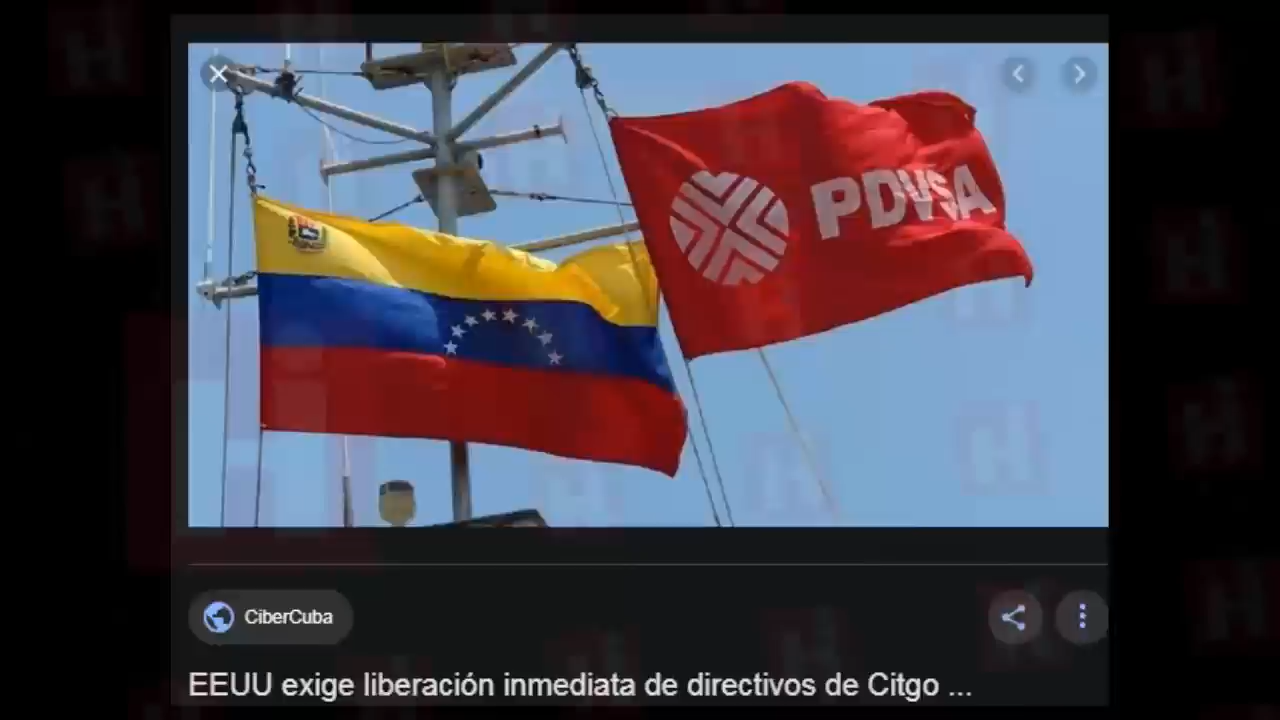 PDVSA
CiberCuba
EEUU exige liberación inmediata de directivos de Citgo ...